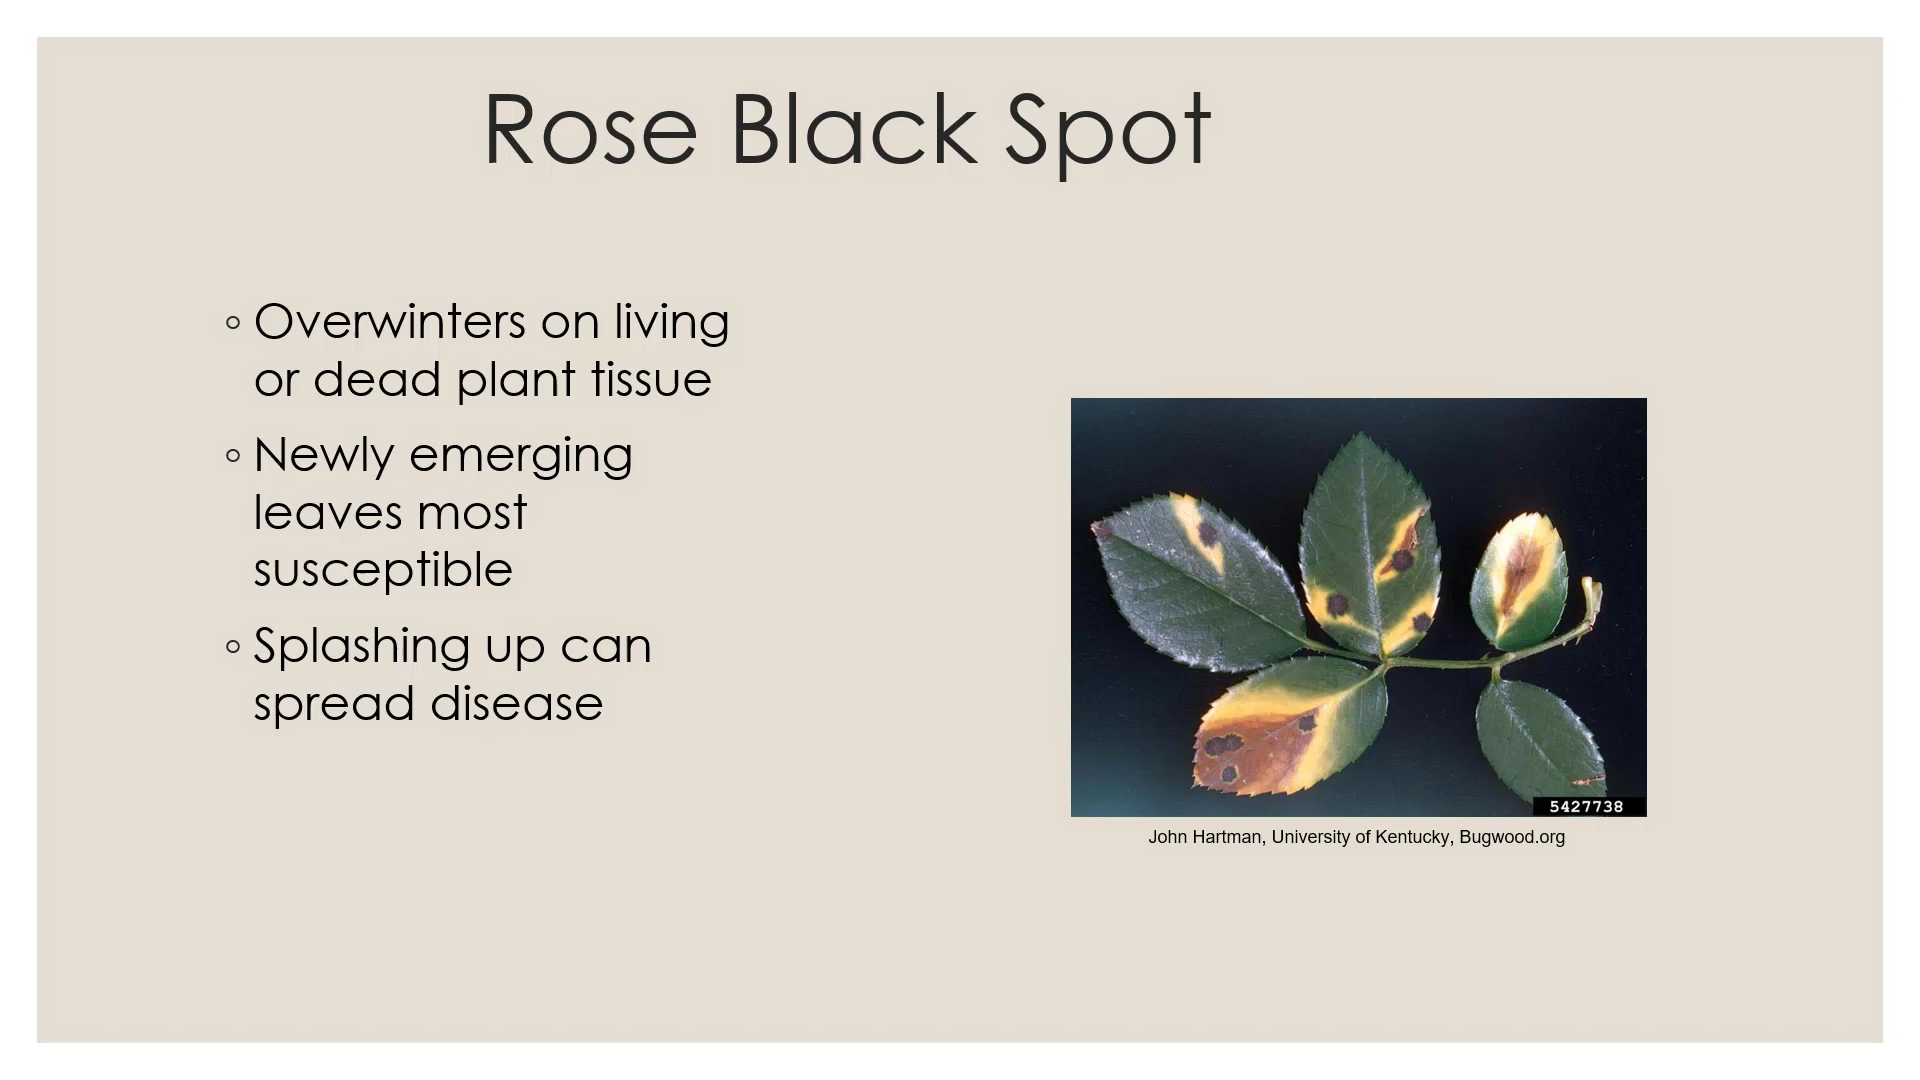 Rose Black Spot
◦ Overwinters on living
or dead plant tissue
◦ Newly emerging
leaves most
susceptible
◦ Splashing up can
spread disease
5427738
John Hartman, University of Kentucky, Bugwood.org